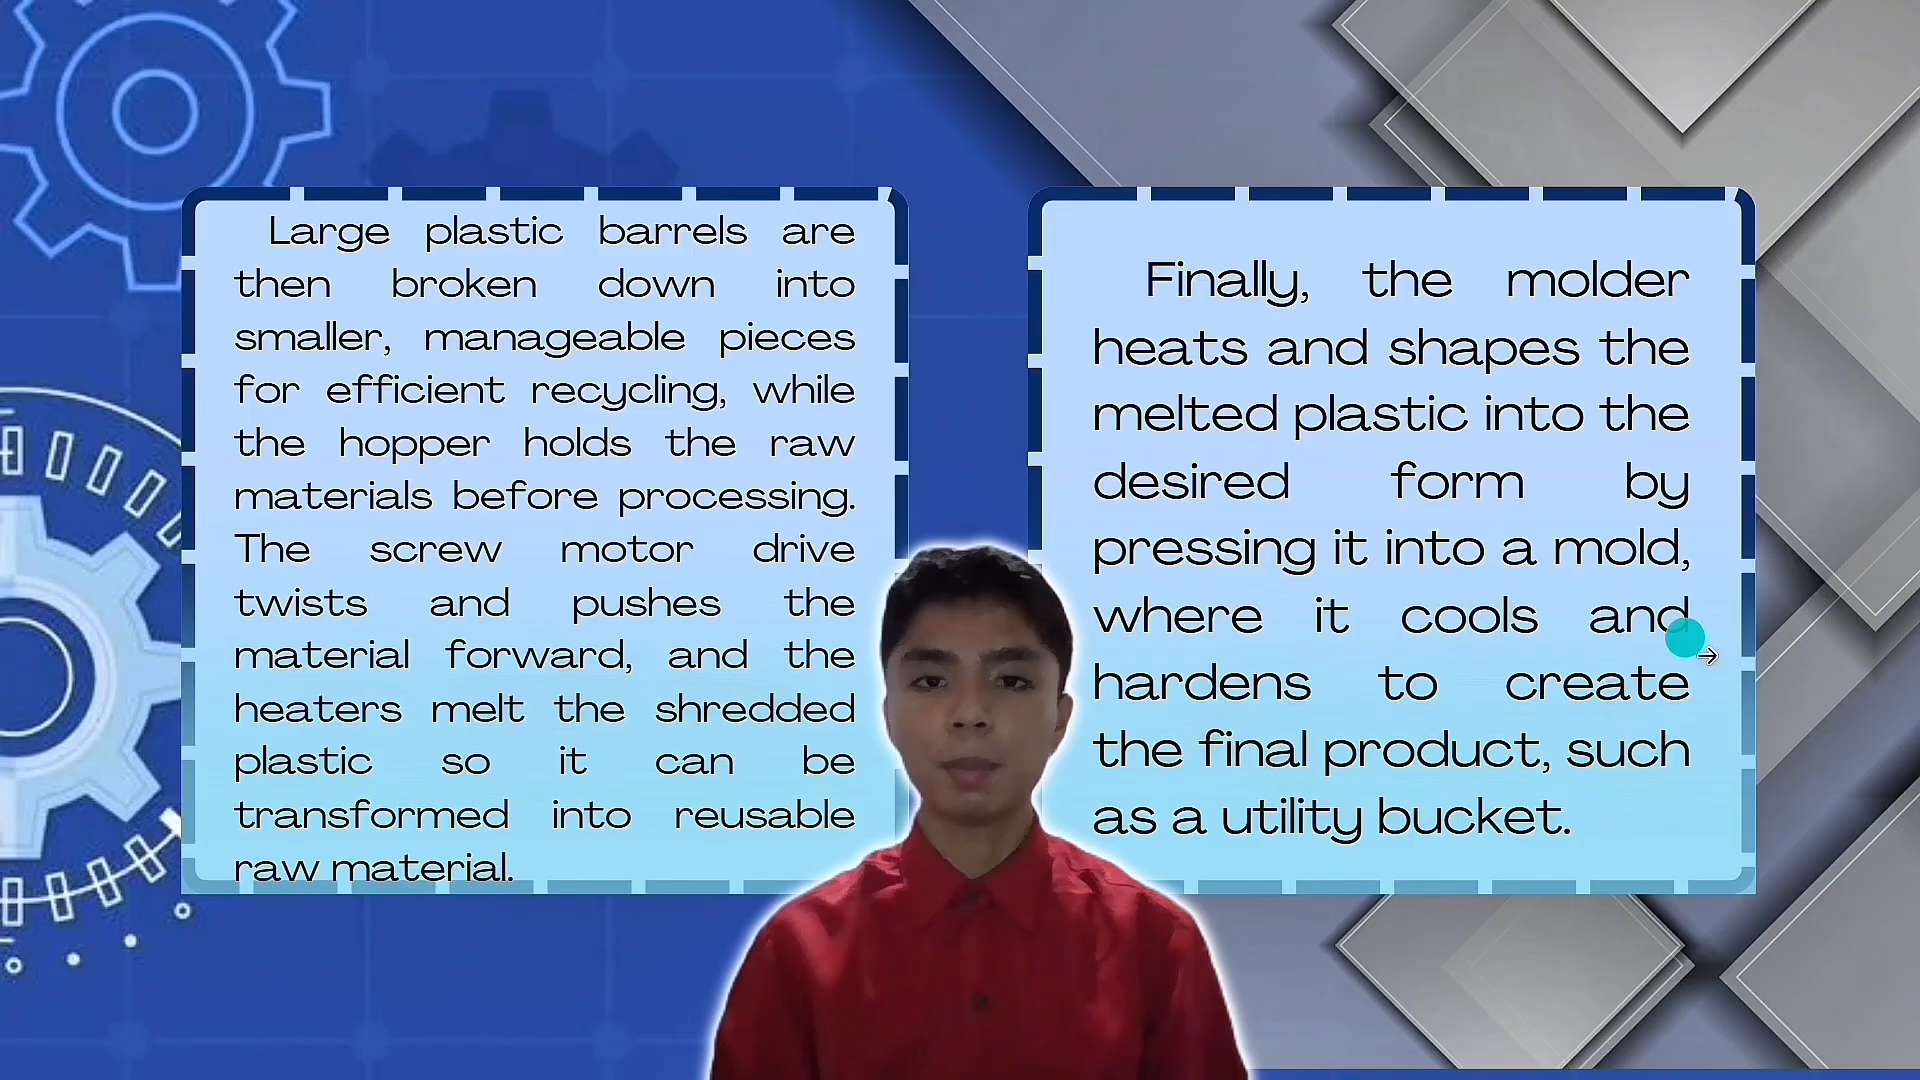 Large plastic barrels are
then broken down into
smaller, manageable pieces
for efficient recycling, while
the hopper holds the raw
materials before processing.
The screw motor drive
twists and pushes the
material forward, and the
heaters melt the shredded
plastic so it can be
transformed into reusable
raw material.
Finally, the molder
heats and shapes the
melted plastic into the
desired form by
pressing it into a mold,
where it cools and
hardens to create
the final product, such
as a utility bucket.